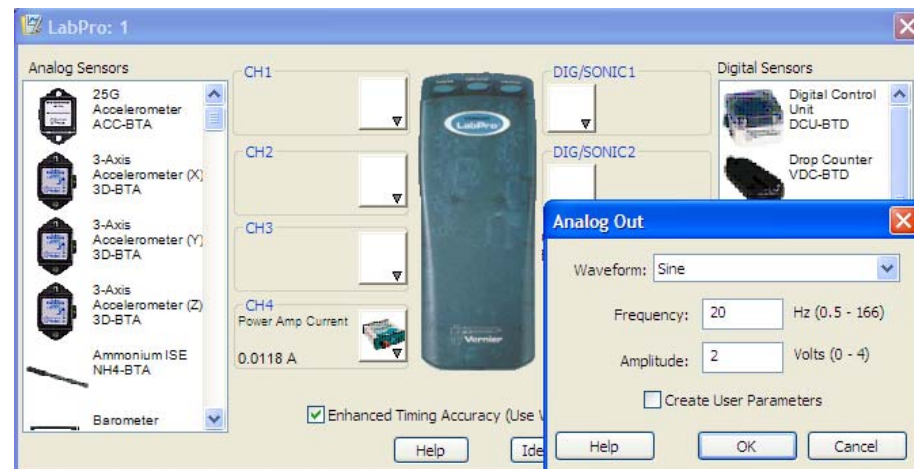 LabPro: 1
Analog Sensors
25G
Accelerometer
ACC-BTA
3-Axis
Accelerometer (X)
3D-BTA
3-Axis
Accelerometer (Y)
3D-BTA
3-Axis
Accelerometer (Z)
3D-BTA
Ammonium ISE
NH4-BTA
Barometer
CH1
CH2
CH3
CH4
Power Amp Current
0.0118 A
LabPro
Vernier
DIG/SONIC1
DIG/SONIC2
Digital Sensors
Digital Control
Unit
DCU-BTD
Drop Counter
VDC-BTD
Enhanced Timing Accuracy (Use
Help
Analog Out
Waveform: Sine
Frequency: 20 Hz (0.5 - 166)
Amplitude: 2 Volts (0 - 4)
Create User Parameters
Help OK Cancel